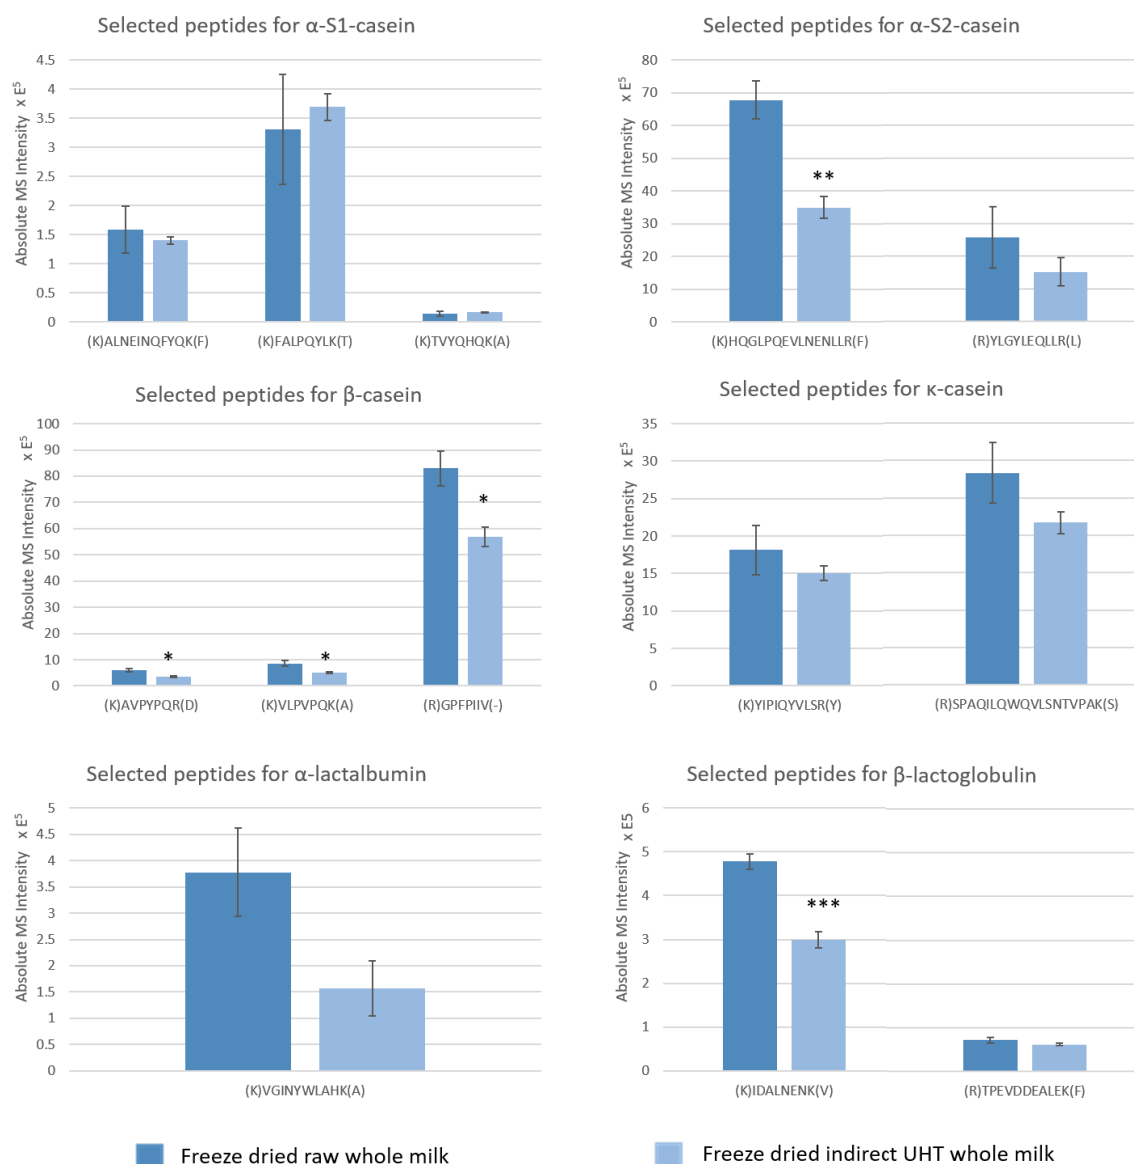 Selected peptides for α-S1-casein
Absolute MS Intensity x E⁵
4.5
4
3.5
3
2.5
2
1.5
1
0.5
0
(K)ALNEINQFYQK(F)
(K)FALPQYLK(T)
(K)TVYQHQK(A)
Selected peptides for α-S2-casein
Absolute MS Intensity x E⁵
80
70
60
50
40
30
20
10
0
**
(K)HQGLPQEVLNENLLR(F)
(R)YLGYLEQLLR(L)
Selected peptides for β-casein
Absolute MS Intensity x E⁵
100
90
80
70
60
50
40
30
20
10
0
*
*
*
(K)AVPYPQR(D)
(K)VLPVPQK(A)
(R)GPFPIIV(-)
Selected peptides for κ-casein
Absolute MS Intensity x E⁵
35
30
25
20
15
10
5
0
(K)YIPIQYVLSR(Y)
(R)SPAQILQWQVLSNTVPAK(S)
Selected peptides for α-lactalbumin
Absolute MS Intensity x E⁵
5
4.5
4
3.5
3
2.5
2
1.5
1
0.5
0
(K)VGINYWLAHK(A)
Selected peptides for β-lactoglobulin
Absolute MS Intensity x E5
6
5
4
3
2
1
0
***
(K)IDALNENK(V)
(R)TPEVDDEALEK(F)
Freeze dried raw whole milk
Freeze dried indirect UHT whole milk